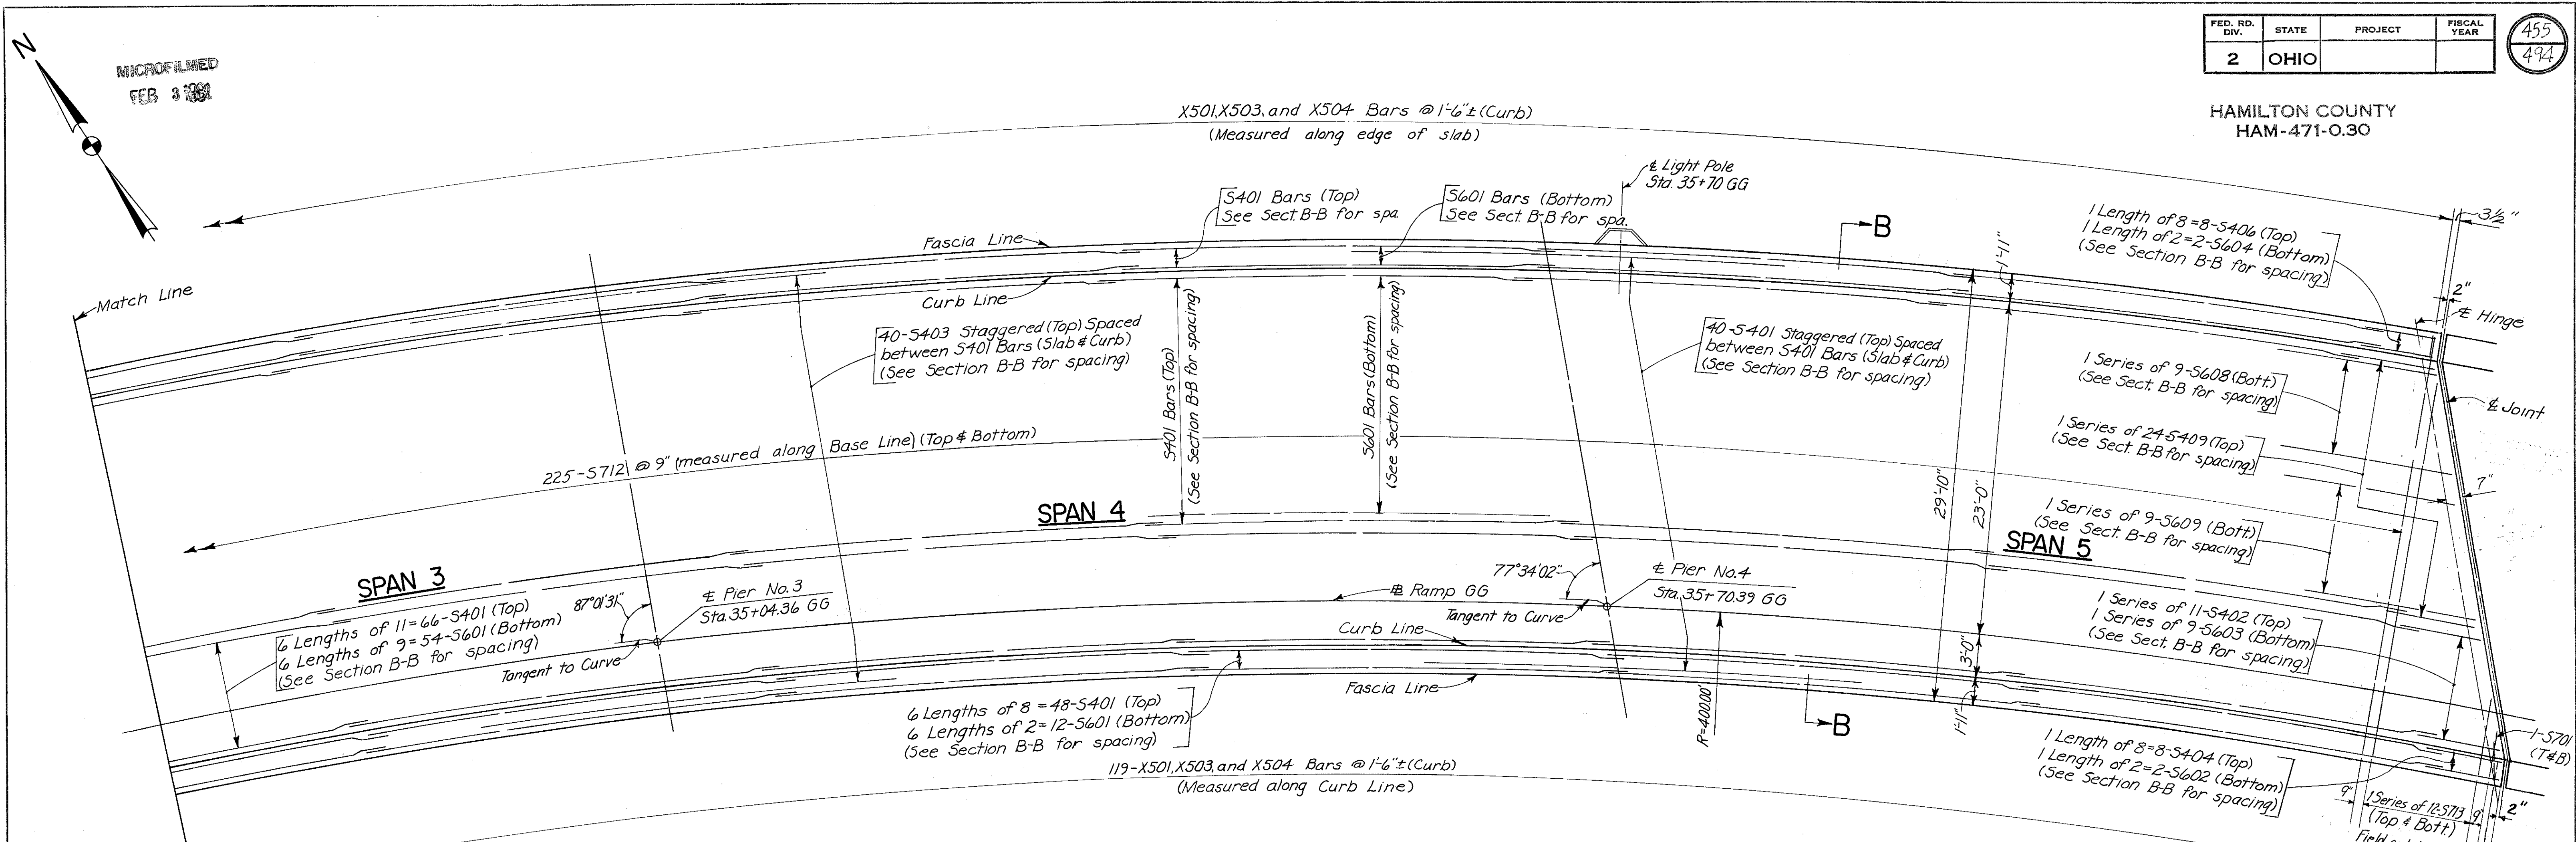 N
MICROFILMED
FEB 3
FED. RD. DIV.
STATE
PROJECT
FISCAL YEAR
2
OHIO
455
494
HAMILTON COUNTY
HAM-471-0.30
X501,X503, and X504 Bars @ 1'-6"± (Curb)
(Measured along edge of slab)
℄ Light Pole
Sta. 35+70 GG
S401 Bars (Top)
See Sect. B-B for spa
S601 Bars (Bottom)
See Sect. B-B for spa.
B
1 Length of 8=8-S406 (Top)
1 Length of 2=2-S604 (Bottom)
(See Section B-B for spacing)
3½"
2"
℄ Hinge
℄ Joint
7"
1'-11"
Fascia Line
Curb Line
Match Line
40-S403 Staggered (Top) Spaced
between S401 Bars (Slab & Curb)
(See Section B-B for spacing)
S401 Bars (Top)
(See Section B-B for spacing)
S601 Bars (Bottom)
(See Section B-B for spacing)
40-S401 Staggered (Top) Spaced
between S401 Bars (Slab & Curb)
(See Section B-B for spacing)
1 Series of 9-S608 (Bott.)
(See Sect. B-B for spacing)
1 Series of 24-S409 (Top)
(See Sect. B-B for spacing)
225-S712 @ 9" (measured along Base Line) (Top & Bottom)
29'-10"
23'-0"
1 Series of 9-S609 (Bott.)
(See Sect. B-B for spacing)
SPAN 4
SPAN 5
SPAN 3
6 Lengths of 11=66-S401 (Top)
6 Lengths of 9=54-S601 (Bottom)
(See Section B-B for spacing)
87°01'31"
℄ Pier No. 3
Sta. 35+04.36 GG
Tangent to Curve
℄ Ramp GG
77°34'02"
℄ Pier No. 4
Sta. 35+70.39 GG
Tangent to Curve
1 Series of 11-S402 (Top)
1 Series of 9-S603 (Bottom)
(See Sect. B-B for spacing)
Curb Line
Fascia Line
R=400.00'
3'-0"
1'-11"
B
6 Lengths of 8=48-S401 (Top)
6 Lengths of 2=12-S601 (Bottom)
(See Section B-B for spacing)
1-S701
(T&B)
1 Length of 8=8-S404 (Top)
1 Length of 2=2-S602 (Bottom)
(See Section B-B for spacing)
119-X501,X503, and X504 Bars @ 1'-6"± (Curb)
(Measured along Curb Line)
9"
1 Series of 12-S713
(Top & Bott.)
9"
2"
Field